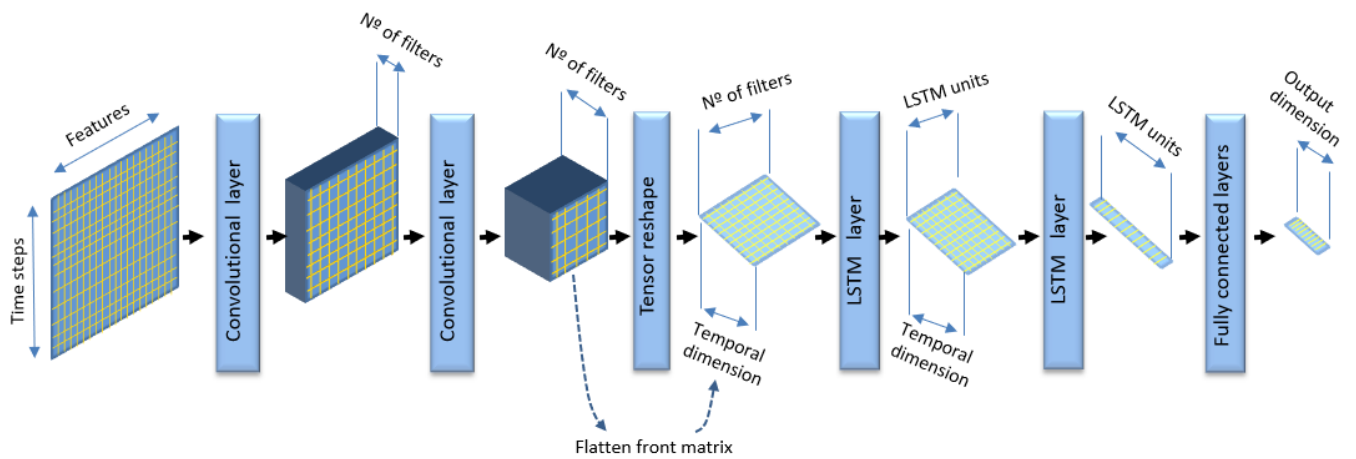 Time steps
Features
Convolutional layer
Nº of filters
Convolutional layer
Nº of filters
Tensor reshape
Nº of filters
Temporal
dimension
Flatten front matrix
LSTM layer
LSTM units
Temporal
dimension
LSTM layer
LSTM units
Fully connected layers
Output
dimension